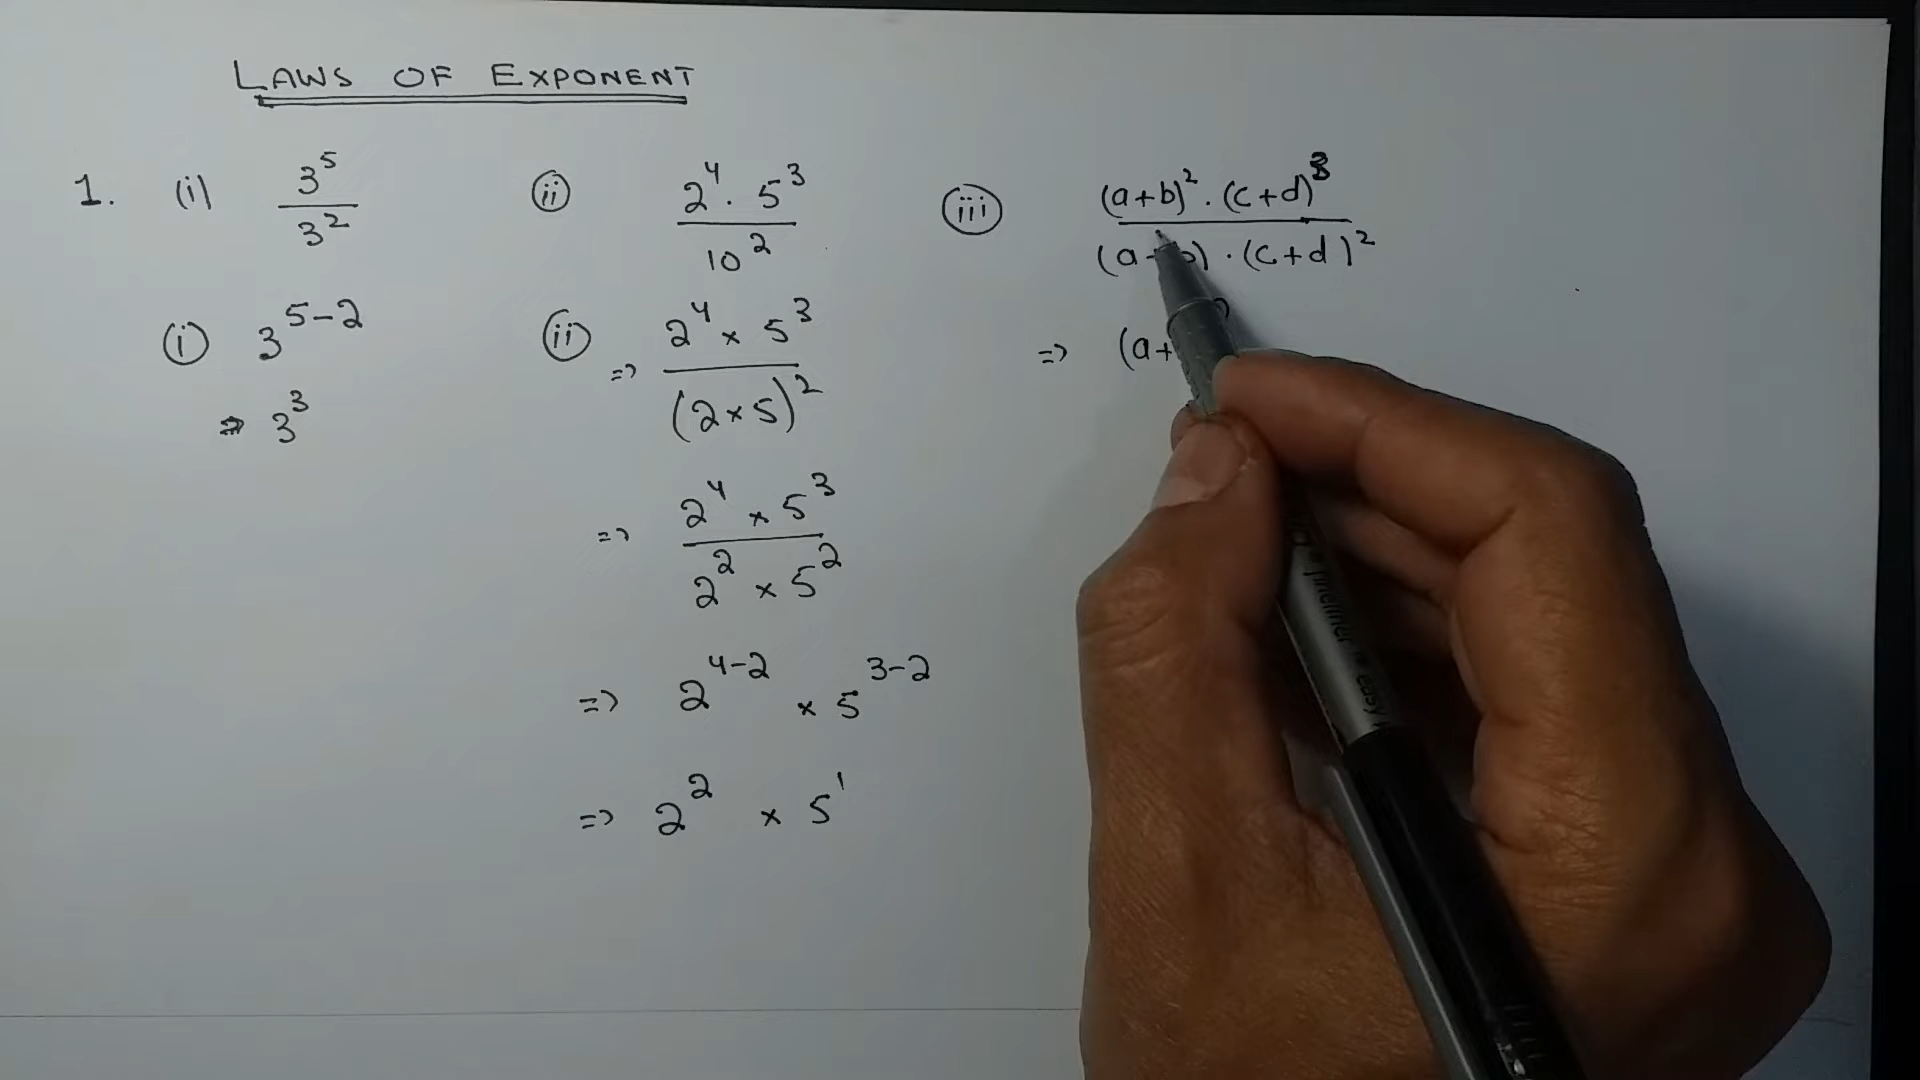 LAWS OF EXPONENT
1. (i) 3^5 / 3^2
(ii) 2^4 . 5^3 / 10^2
(iii) (a+b)^2 . (c+d)^3 / (a+b) . (c+d)^2
(i) 3^5-2
⇒ 3^3
(ii) => 2^4 × 5^3 / (2×5)^2
=> 2^4 × 5^3 / 2^2 × 5^2
=> 2^4-2 × 5^3-2
=> 2^2 × 5^1
=> (a+
fineliner
easy